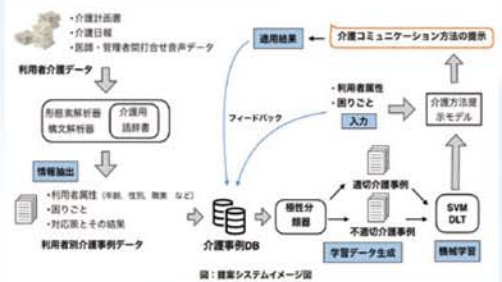 ・介護計画書
・介護日報
・医師・管理者間打合せ音声データ
利用者介護データ
形態素解析器
構文解析器
介護用
語辞書
情報抽出
・利用者属性（年齢、性別、職業 など）
・困りごと
・対応策とその結果
利用者別介護事例データ
適用結果
介護コミュニケーション方法の提示
フィードバック
・利用者属性
・困りごと
入力
介護方法提
示モデル
介護事例DB
極性分
類器
適切介護事例
不適切介護事例
学習データ生成
SVM
DLT
機械学習
図：提案システムイメージ図